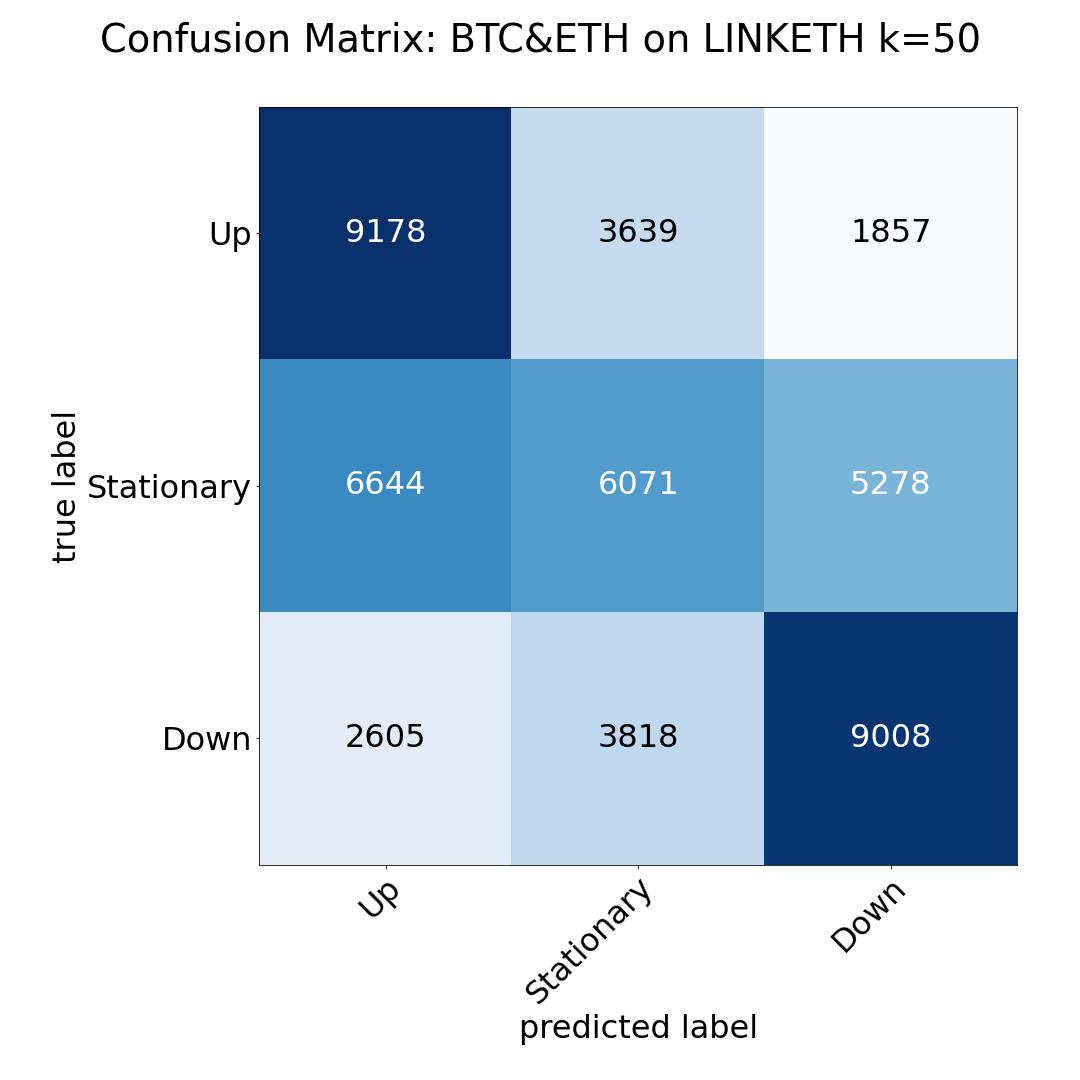 Confusion Matrix: BTC&ETH on LINKETH k=50
Up 9178 3639 1857
true label
Stationary 6644 6071 5278
Down 2605 3818 9008
Up Stationary Down
predicted label